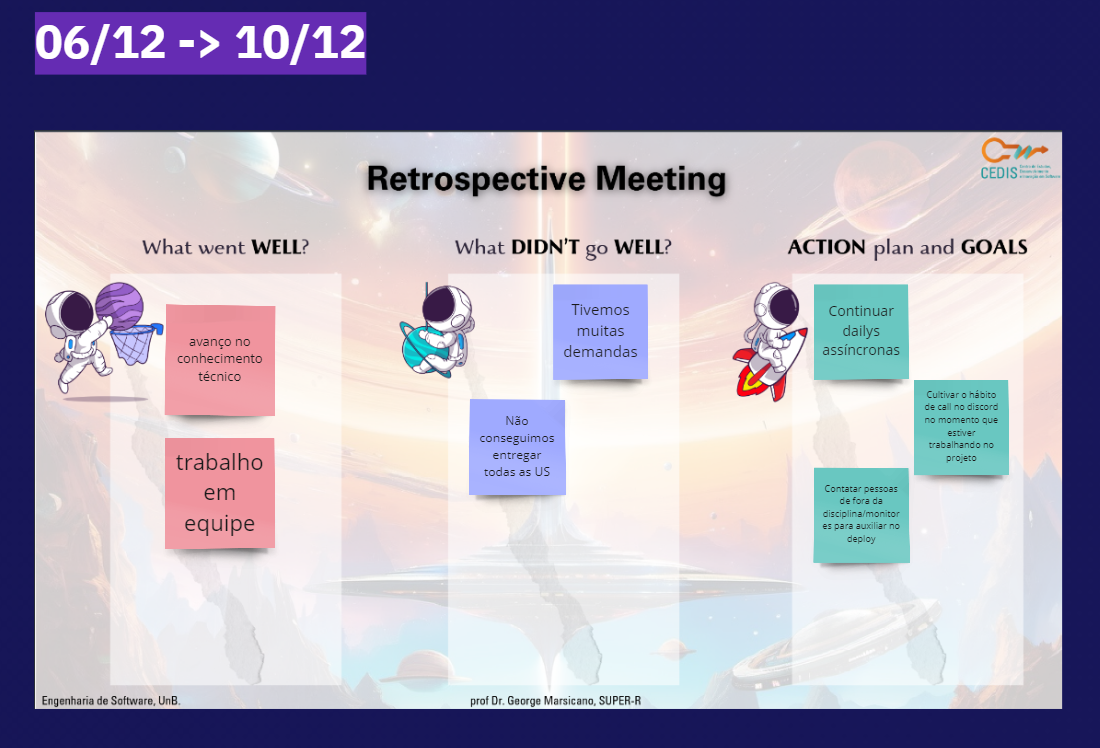 06/12 -> 10/12
CEDIS
Retrospective Meeting
What went WELL?
avanço no
conhecimento
técnico
trabalho
em
equipe
What DIDN'T go WELL?
Tivemos
muitas
demandas
Não
conseguimos
entregar
todas as US
ACTION plan and GOALS
Continuar
dailys
assíncronas
Cultivar o hábito
de call no discord
no momento que
estiver
trabalhando no
projeto
Contatar pessoas
de fora da
disciplina/monitor
es para auxiliar no
deploy
Engenharia de Software, UnB.
prof Dr. George Marsicano, SUPER-R